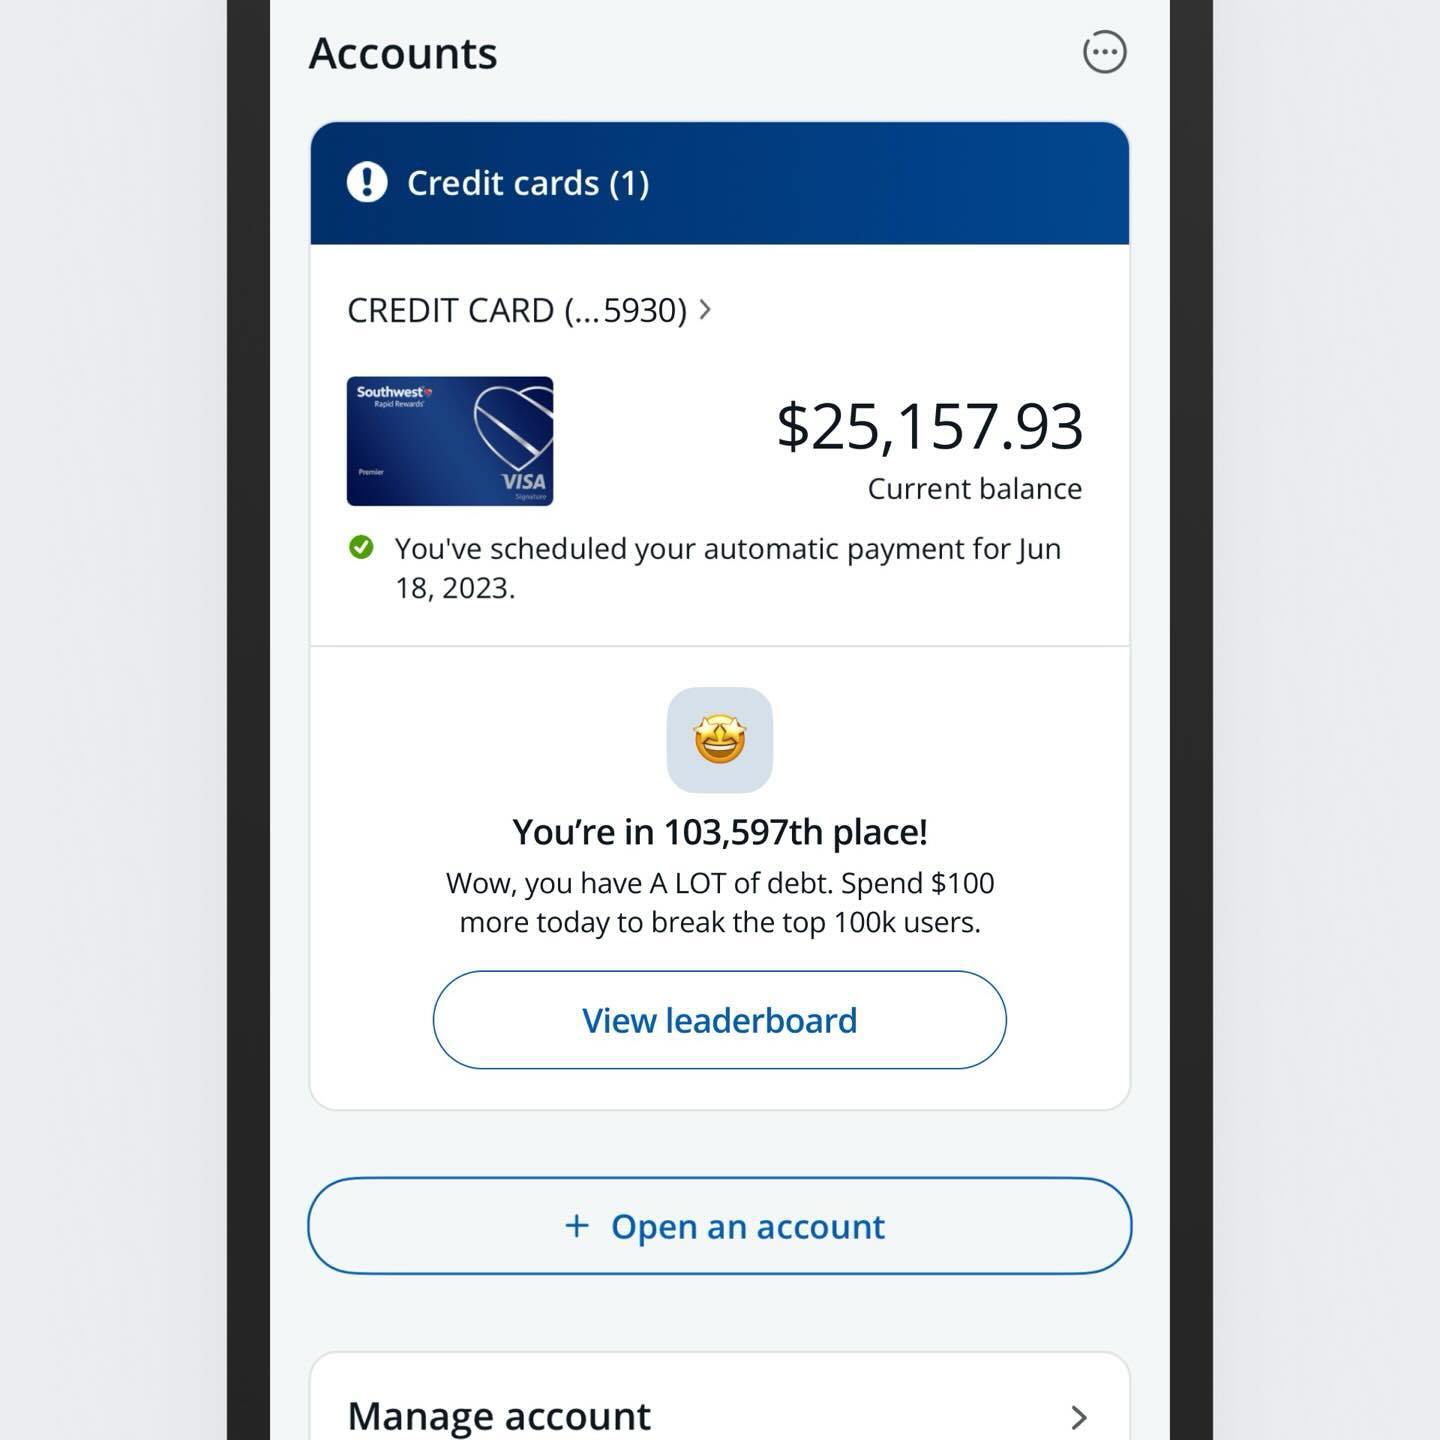 Accounts
Credit cards (1)
CREDIT CARD (...5930)
Southwest
Rapid Rewards
Premier
VISA
Signature
$25,157.93
Current balance
You've scheduled your automatic payment for Jun
18, 2023.
You’re in 103,597th place!
Wow, you have A LOT of debt. Spend $100
more today to break the top 100k users.
View leaderboard
+ Open an account
Manage account